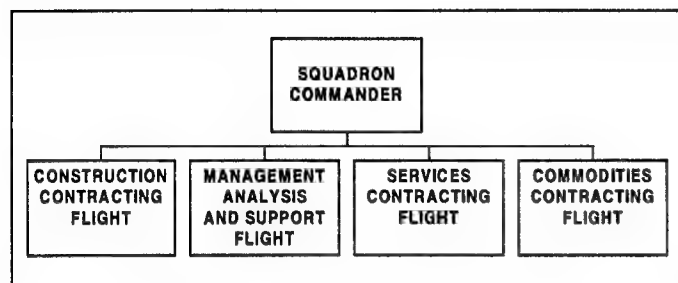 SQUADRON
COMMANDER
CONSTRUCTION
CONTRACTING
FLIGHT
MANAGEMENT
ANALYSIS
AND SUPPORT
FLIGHT
SERVICES
CONTRACTING
FLIGHT
COMMODITIES
CONTRACTING
FLIGHT